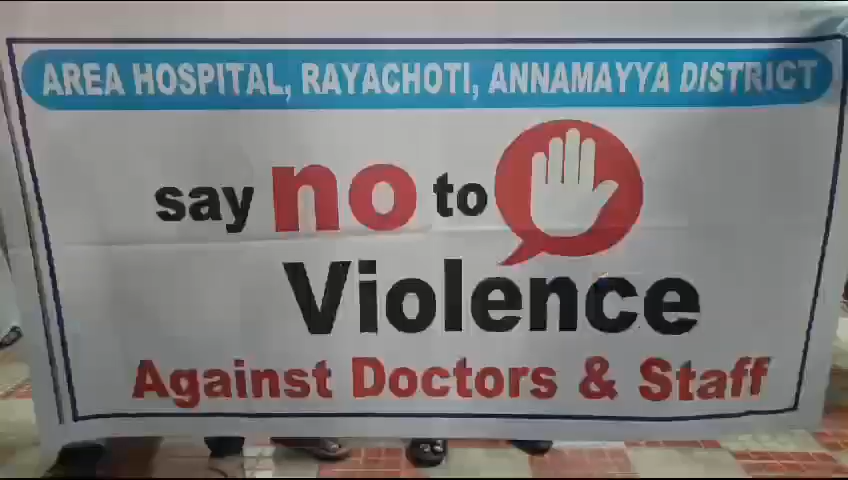 AREA HOSPITAL, RAYACHOTI, ANNAMAYYA DISTRICT
say no to
Violence
Against Doctors & Staff